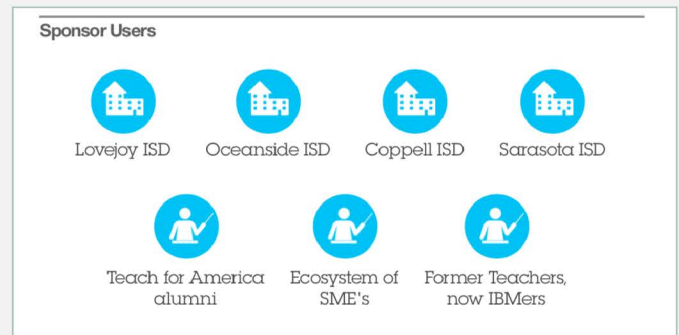 Sponsor Users
Lovejoy ISD
Oceanside ISD
Coppell ISD
Sarasota ISD
Teach for America
alumni
Ecosystem of
SME's
Former Teachers,
now IBMers